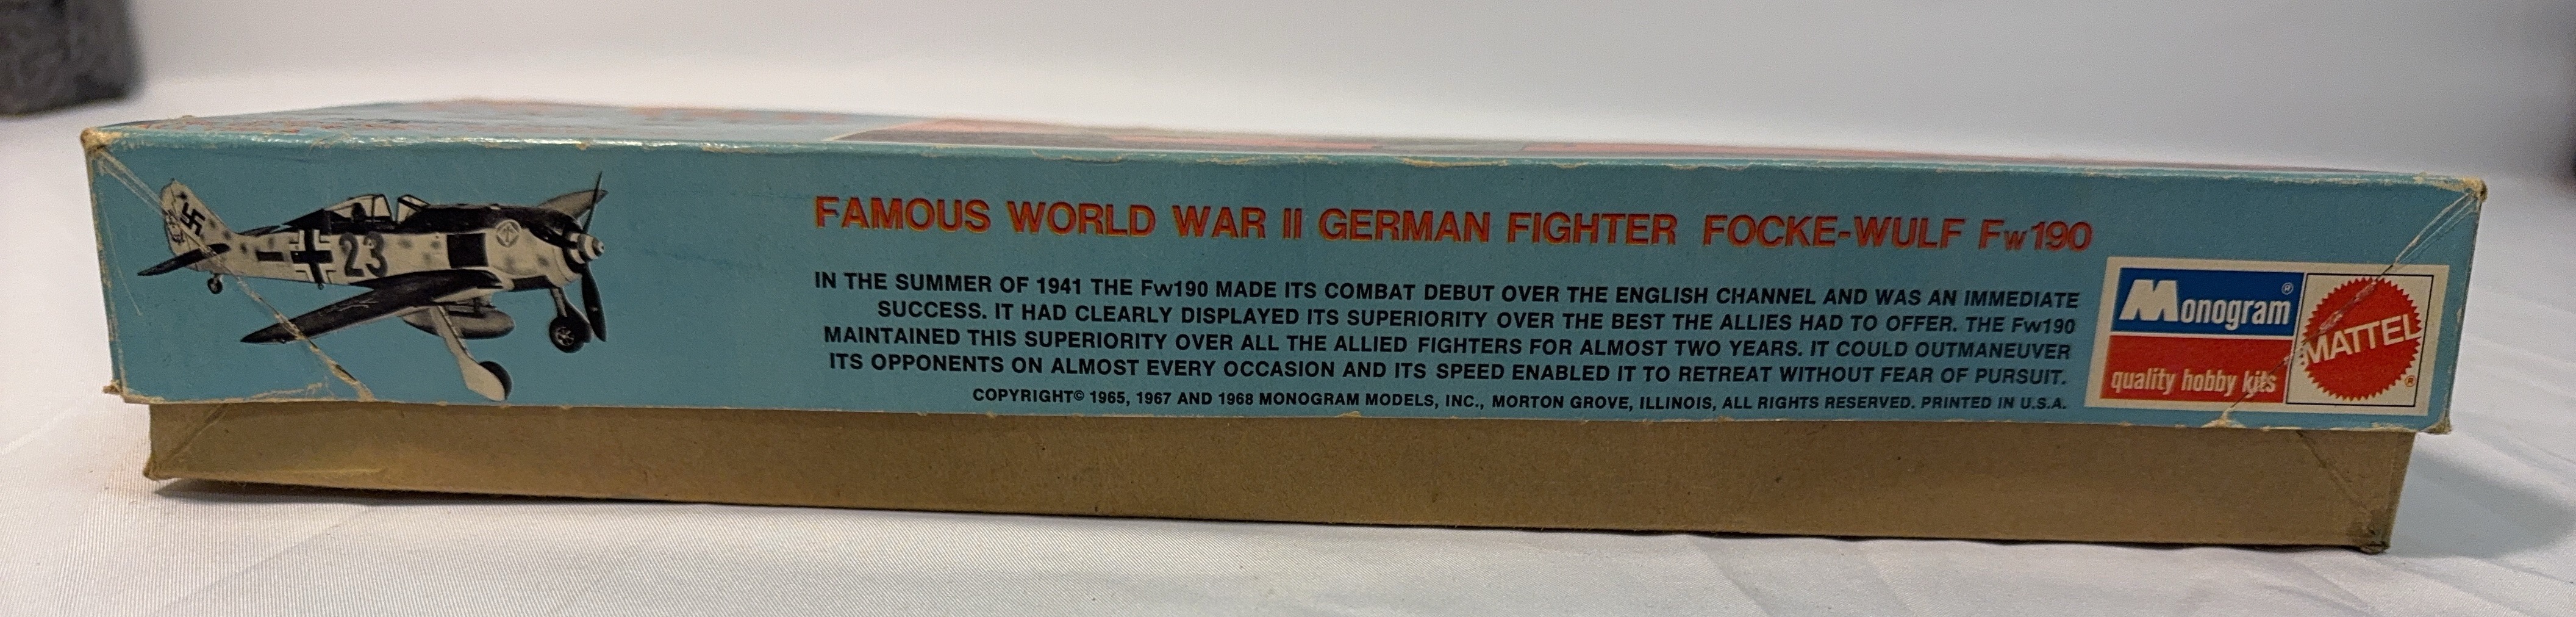 23
FAMOUS WORLD WAR II GERMAN FIGHTER FOCKE-WULF Fw190
IN THE SUMMER OF 1941 THE Fw190 MADE ITS COMBAT DEBUT OVER THE ENGLISH CHANNEL AND WAS AN IMMEDIATE
SUCCESS. IT HAD CLEARLY DISPLAYED ITS SUPERIORITY OVER THE BEST THE ALLIES HAD TO OFFER. THE Fw190
MAINTAINED THIS SUPERIORITY OVER ALL THE ALLIED FIGHTERS FOR ALMOST TWO YEARS. IT COULD OUTMANEUVER
ITS OPPONENTS ON ALMOST EVERY OCCASION AND ITS SPEED ENABLED IT TO RETREAT WITHOUT FEAR OF PURSUIT.
COPYRIGHT© 1965, 1967 AND 1968 MONOGRAM MODELS, INC., MORTON GROVE, ILLINOIS, ALL RIGHTS RESERVED. PRINTED IN U.S.A.
Monogram®
quality hobby kits
MATTEL®